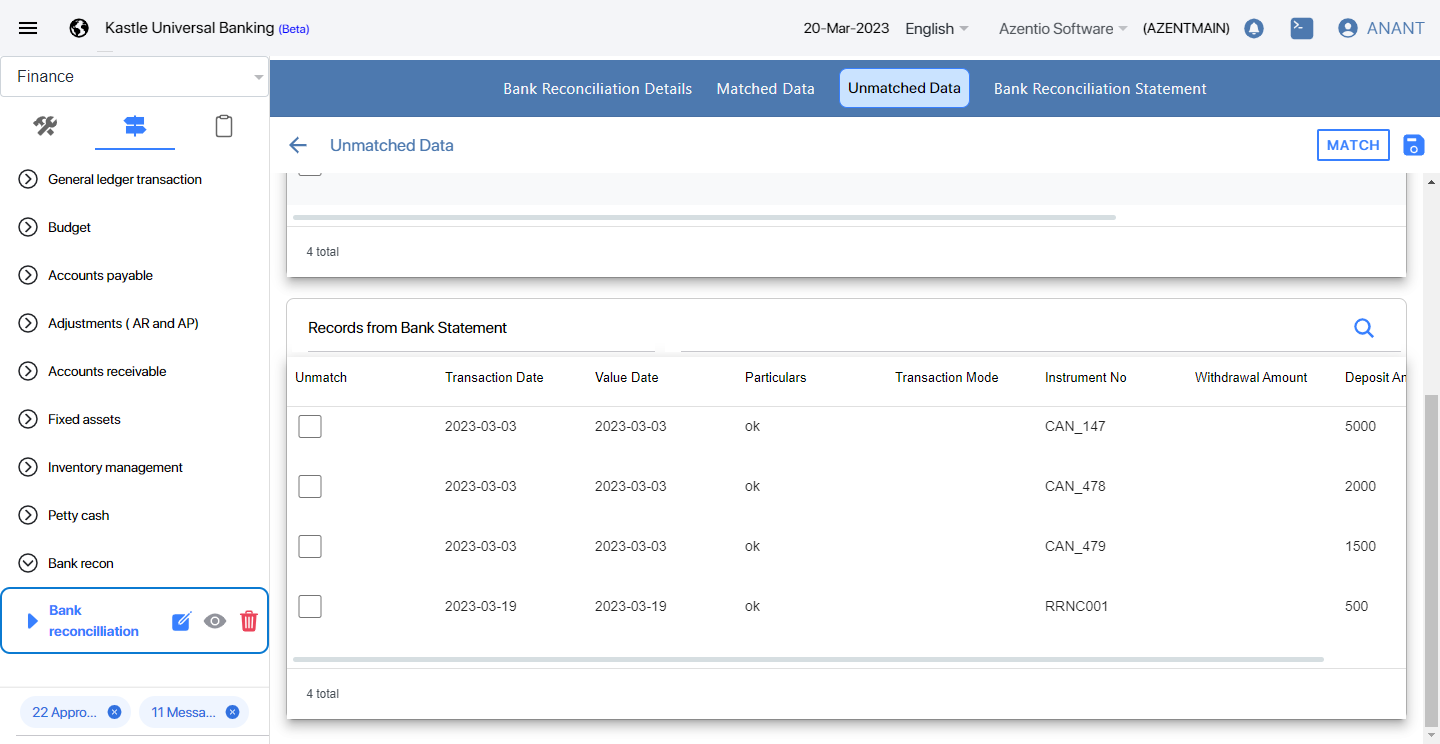 Kastle Universal Banking (Beta)
20-Mar-2023 English Azentio Software (AZENTMAIN) ANANT
Finance
Bank Reconciliation Details Matched Data Unmatched Data Bank Reconciliation Statement
Unmatched Data
MATCH
General ledger transaction
Budget
Accounts payable
Adjustments ( AR and AP)
Accounts receivable
Fixed assets
Inventory management
Petty cash
Bank recon
Bank
reconcilliation
22 Appro... 11 Messa...
4 total
Records from Bank Statement
Unmatch Transaction Date Value Date Particulars Transaction Mode Instrument No Withdrawal Amount Deposit An
2023-03-03 2023-03-03 ok CAN_147 5000
2023-03-03 2023-03-03 ok CAN_478 2000
2023-03-03 2023-03-03 ok CAN_479 1500
2023-03-19 2023-03-19 ok RRNC001 500
4 total